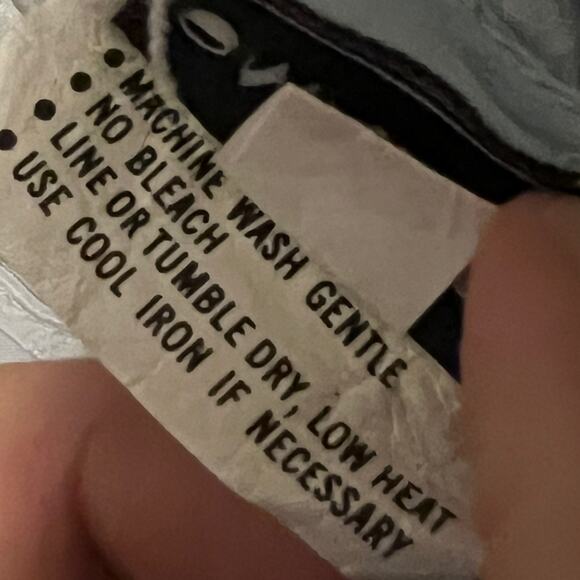 • MACHINE WASH GENTLE
• NO BLEACH
• LINE OR TUMBLE DRY, LOW HEAT
• USE COOL IRON IF NECESSARY